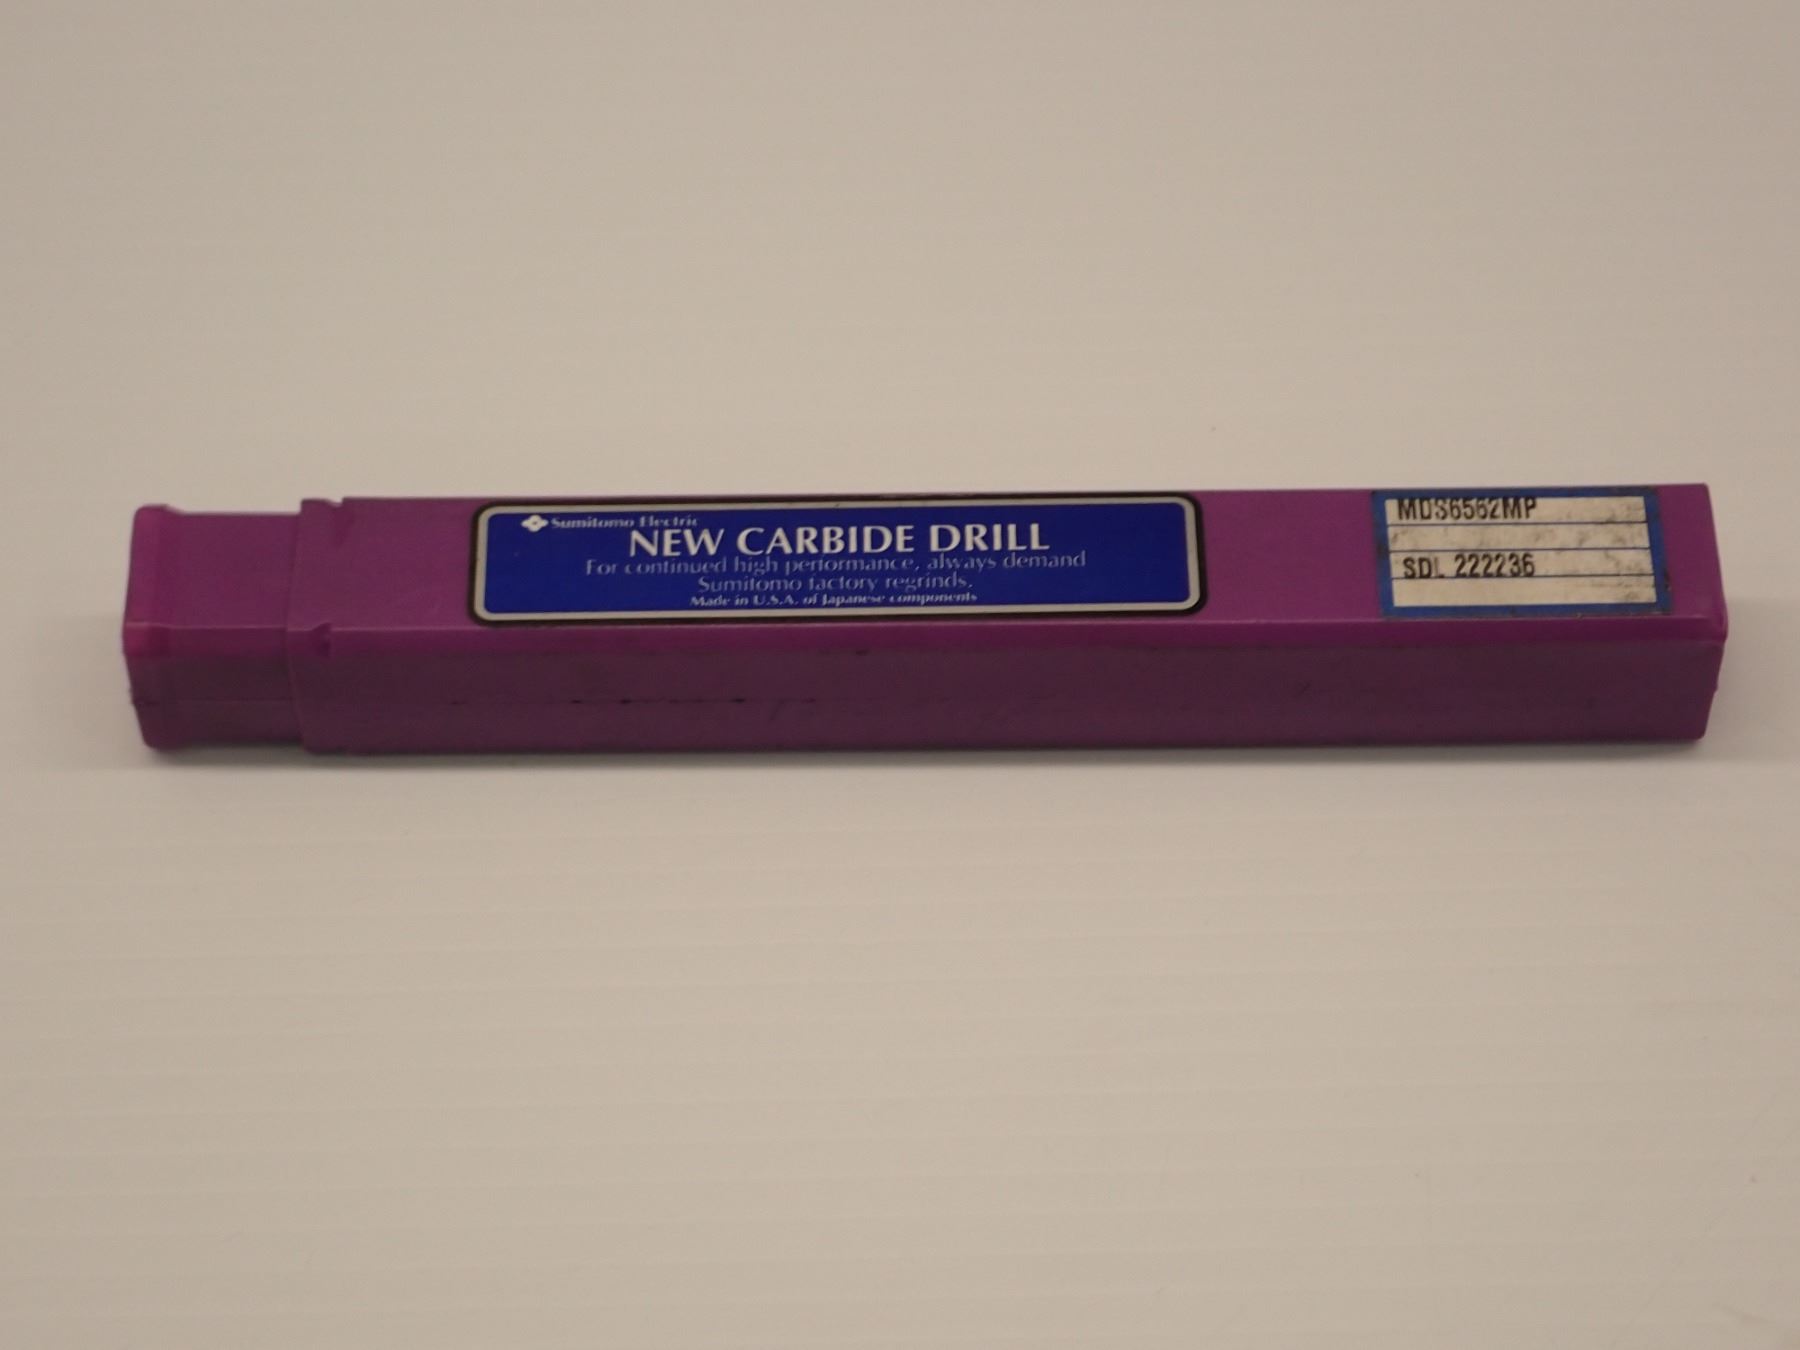 Sumitomo Electric
NEW CARBIDE DRILL
For continued high performance, always demand
Sumitomo factory regrinds.
Made in U.S.A. of Japanese components
MDS6562MP
SDL 222236